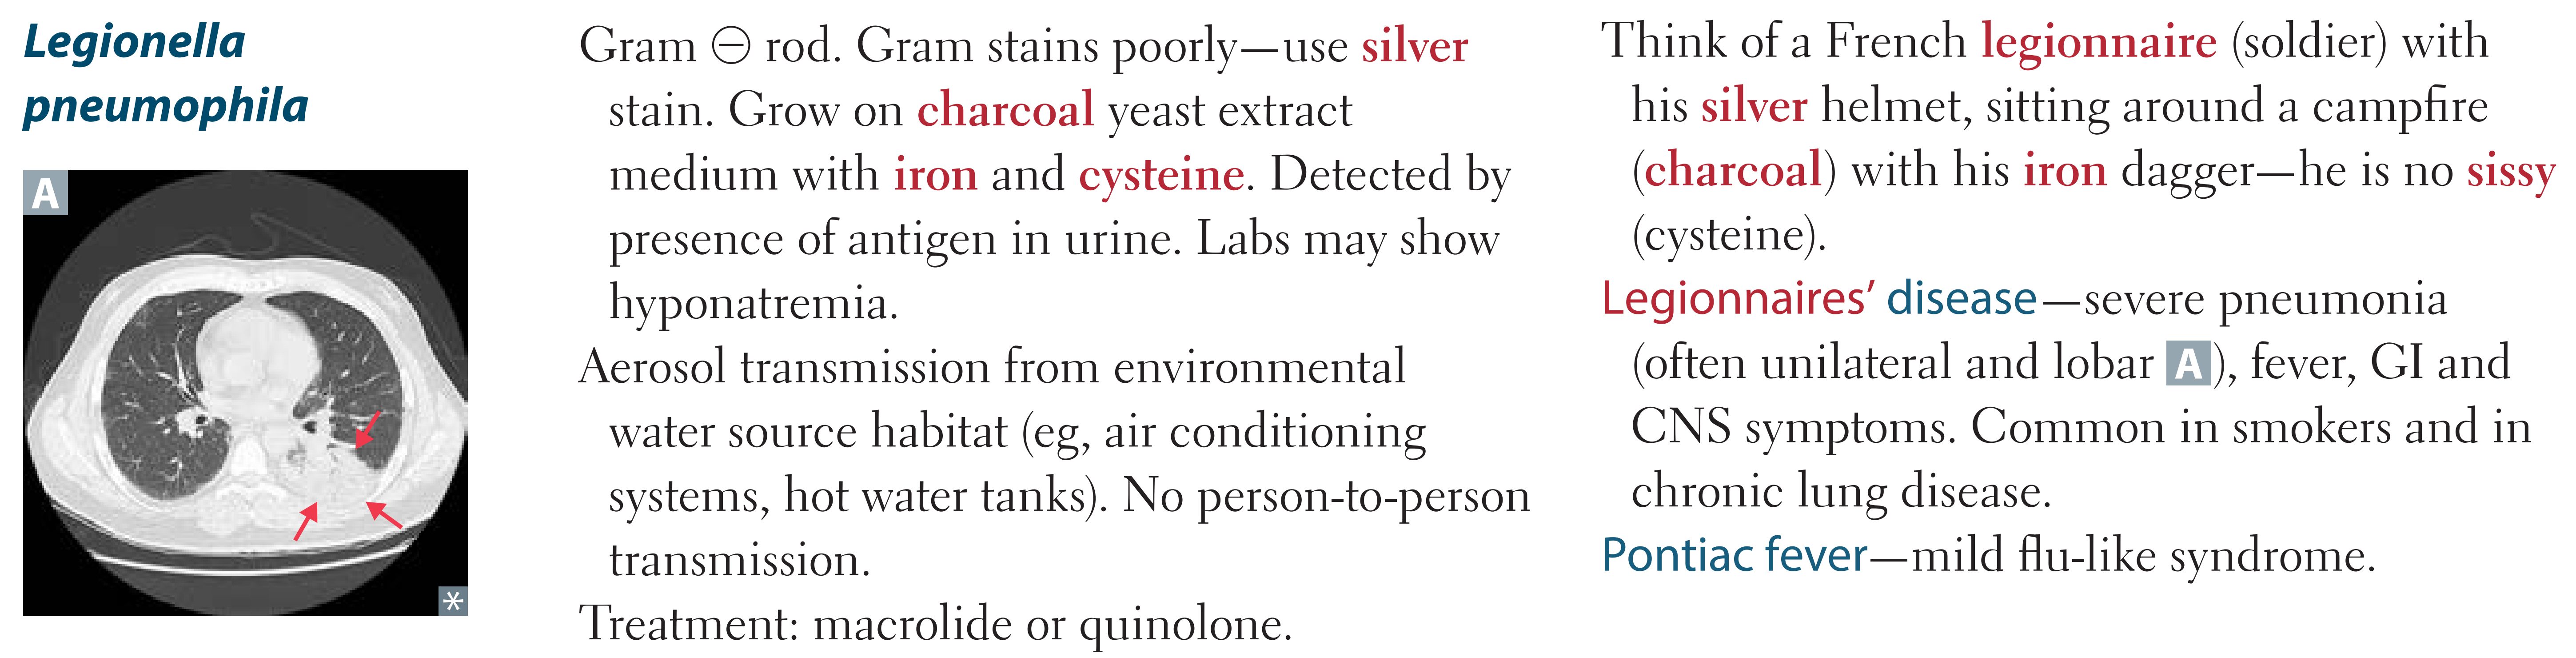 Legionella
pneumophila
A
*
Gram ⊖ rod. Gram stains poorly—use silver
stain. Grow on charcoal yeast extract
medium with iron and cysteine. Detected by
presence of antigen in urine. Labs may show
hyponatremia.
Aerosol transmission from environmental
water source habitat (eg, air conditioning
systems, hot water tanks). No person-to-person
transmission.
Treatment: macrolide or quinolone.
Think of a French legionnaire (soldier) with
his silver helmet, sitting around a campfire
(charcoal) with his iron dagger—he is no sissy
(cysteine).
Legionnaires’ disease—severe pneumonia
(often unilateral and lobar A), fever, GI and
CNS symptoms. Common in smokers and in
chronic lung disease.
Pontiac fever—mild flu-like syndrome.